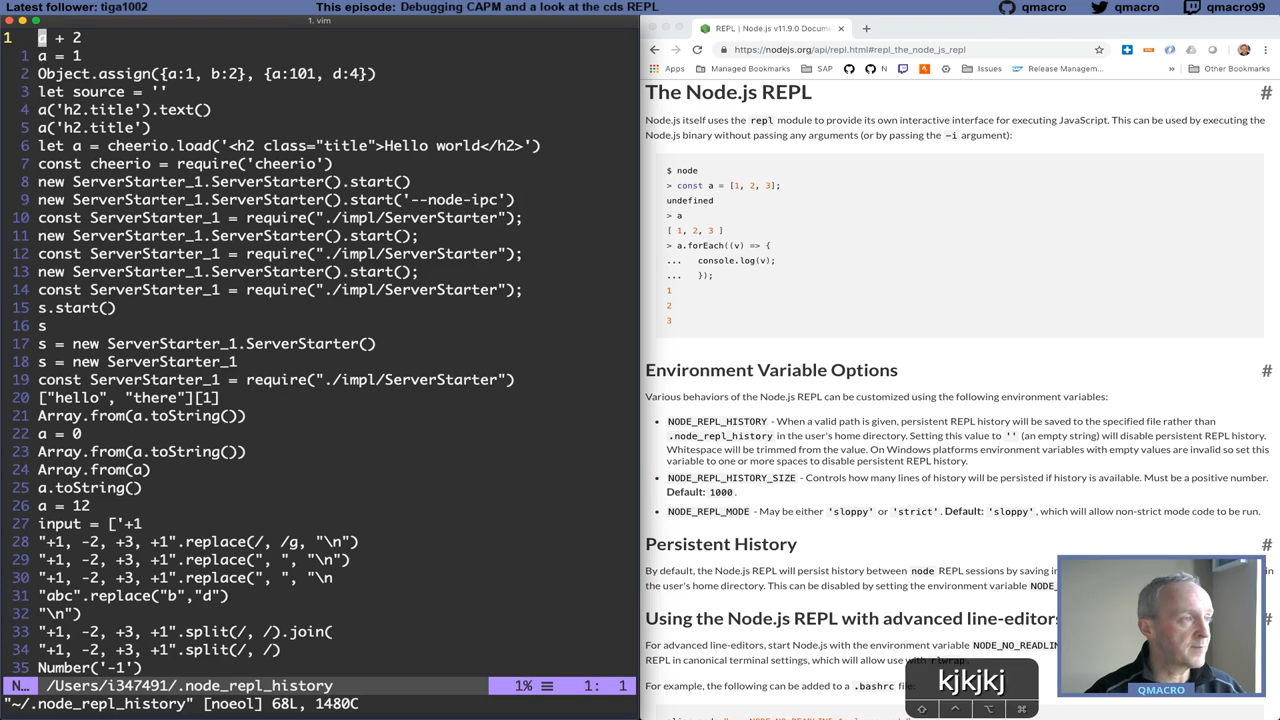 Latest follower: tiga1002
This episode: Debugging CAPM and a look at the cds REPL
qmacro
qmacro
qmacro99
1. vim
1 a + 2
1 a = 1
2 Object.assign({a:1, b:2}, {a:101, d:4})
3 let source = ''
4 a('h2.title').text()
5 a('h2.title')
6 let a = cheerio.load('<h2 class="title">Hello world</h2>')
7 const cheerio = require('cheerio')
8 new ServerStarter_1.ServerStarter().start()
9 new ServerStarter_1.ServerStarter().start('--node-ipc')
10 const ServerStarter_1 = require("./impl/ServerStarter");
11 new ServerStarter_1.ServerStarter().start();
12 const ServerStarter_1 = require("./impl/ServerStarter");
13 new ServerStarter_1.ServerStarter().start();
14 const ServerStarter_1 = require("./impl/ServerStarter");
15 s.start()
16 s
17 s = new ServerStarter_1.ServerStarter()
18 s = new ServerStarter_1
19 const ServerStarter_1 = require("./impl/ServerStarter")
20 ["hello", "there"][1]
21 Array.from(a.toString())
22 a = 0
23 Array.from(a.toString())
24 Array.from(a)
25 a.toString()
26 a = 12
27 input = ['+1
28 "+1, -2, +3, +1".replace(/, /g, "\n")
29 "+1, -2, +3, +1".replace(", ", "\n")
30 "+1, -2, +3, +1".replace(", ", "\n
31 "abc".replace("b","d")
32 "\n")
33 "+1, -2, +3, +1".split(/, /).join(
34 "+1, -2, +3, +1".split(/, /)
35 Number('-1')
N... /Users/i347491/.node_repl_history 1% 1: 1
"~/.node_repl_history" [noeol] 68L, 1480C
REPL | Node.js v11.9.0 Docume
https://nodejs.org/api/repl.html#repl_the_node_js_repl
Apps Managed Bookmarks SAP N Release Management... » Other Bookmarks
The Node.js REPL #
Node.js itself uses the repl module to provide its own interactive interface for executing JavaScript. This can be used by executing the
Node.js binary without passing any arguments (or by passing the -i argument):
$ node
> const a = [1, 2, 3];
undefined
> a
[ 1, 2, 3 ]
> a.forEach((v) => {
... console.log(v);
... });
1
2
3
Environment Variable Options #
Various behaviors of the Node.js REPL can be customized using the following environment variables:
• NODE_REPL_HISTORY - When a valid path is given, persistent REPL history will be saved to the specified file rather than
.node_repl_history in the user's home directory. Setting this value to '' (an empty string) will disable persistent REPL history.
Whitespace will be trimmed from the value. On Windows platforms environment variables with empty values are invalid so set this
variable to one or more spaces to disable persistent REPL history.
• NODE_REPL_HISTORY_SIZE - Controls how many lines of history will be persisted if history is available. Must be a positive number.
Default: 1000.
• NODE_REPL_MODE - May be either 'sloppy' or 'strict'. Default: 'sloppy', which will allow non-strict mode code to be run.
Persistent History #
By default, the Node.js REPL will persist history between node REPL sessions by saving in
the user's home directory. This can be disabled by setting the environment variable NODE_
Using the Node.js REPL with advanced line-editors #
For advanced line-editors, start Node.js with the environment variable NODE_NO_READLIN
REPL in canonical terminal settings, which will allow use with rlwrap.
For example, the following can be added to a .bashrc file:
kjkjkj
QMACRO